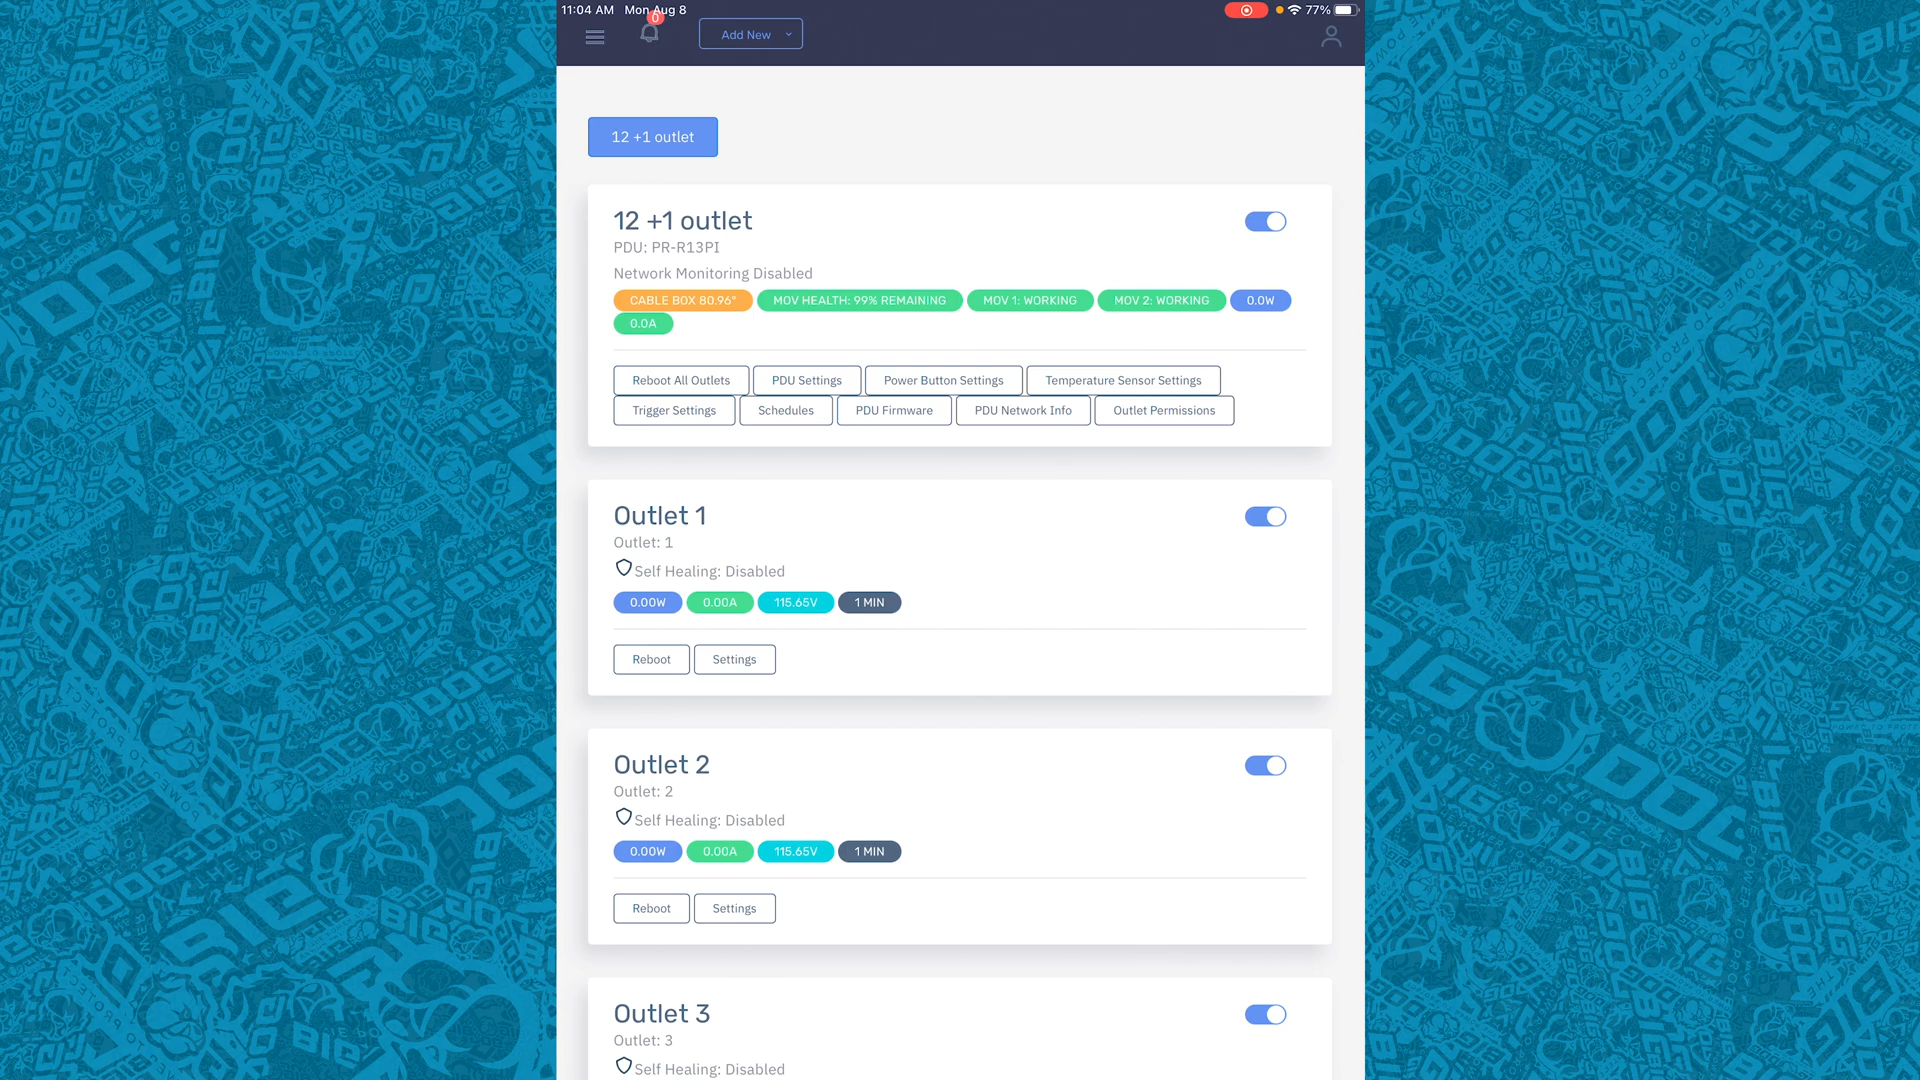 11:04 AM Mon Aug 8
77%
0
Add New
12 +1 outlet
12 +1 outlet
PDU: PR-R13PI
Network Monitoring Disabled
CABLE BOX 80.96° MOV HEALTH: 99% REMAINING MOV 1: WORKING MOV 2: WORKING 0.0W
0.0A
Reboot All Outlets PDU Settings Power Button Settings Temperature Sensor Settings
Trigger Settings Schedules PDU Firmware PDU Network Info Outlet Permissions
Outlet 1
Outlet: 1
Self Healing: Disabled
0.00W 0.00A 115.65V 1 MIN
Reboot Settings
Outlet 2
Outlet: 2
Self Healing: Disabled
0.00W 0.00A 115.65V 1 MIN
Reboot Settings
Outlet 3
Outlet: 3
Self Healing: Disabled